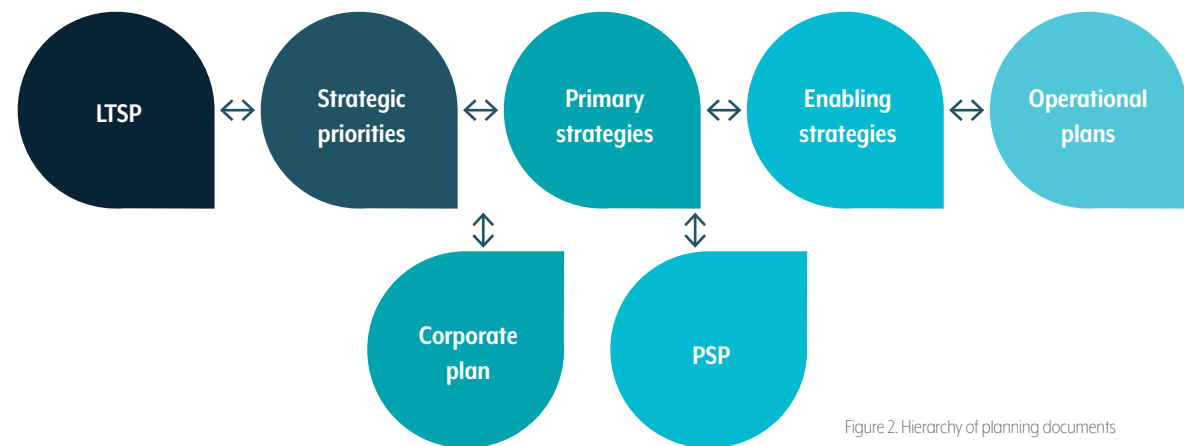 LTSP
Strategic
priorities
Primary
strategies
Enabling
strategies
Operational
plans
Corporate
plan
PSP
Figure 2. Hierarchy of planning documents